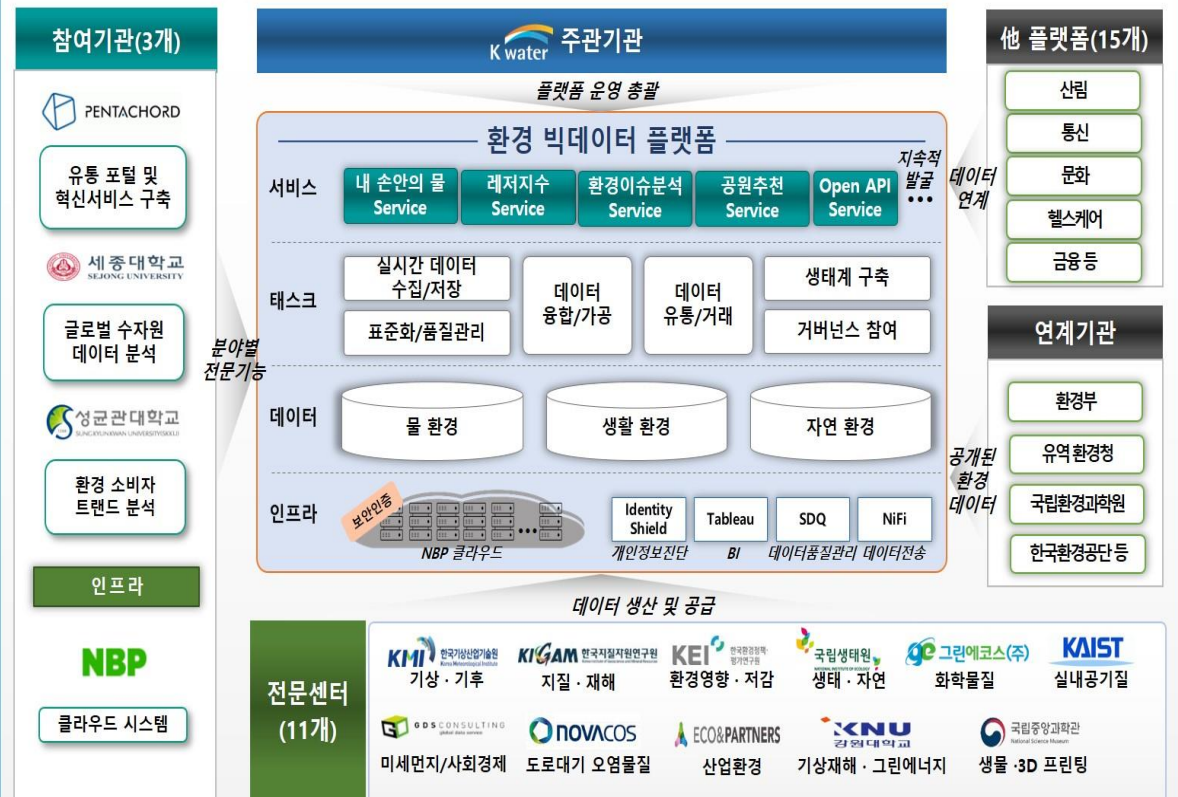 참여기관(3개)
PENTACHORD
유통 포털 및
혁신서비스 구축
세종대학교
SEJONG UNIVERSITY
글로벌 수자원
데이터 분석
성균관대학교
SUNGKYUNKWAN UNIVERSITY(SKKU)
환경 소비자
트랜드 분석
인프라
NBP
클라우드 시스템
분야별
전문기능
K water 주관기관
플랫폼 운영 총괄
환경 빅데이터 플랫폼
서비스
내 손안의 물
Service
레저지수
Service
환경이슈분석
Service
공원추천
Service
Open API
Service
지속적
발굴
•••
태스크
실시간 데이터
수집/저장
표준화/품질관리
데이터
융합/가공
데이터
유통/거래
생태계 구축
거버넌스 참여
데이터
물 환경
생활 환경
자연 환경
인프라
보안인증
NBP 클라우드
Identity
Shield
개인정보진단
Tableau
BI
SDQ
데이터품질관리
NiFi
데이터전송
데이터 생산 및 공급
他 플랫폼(15개)
산림
통신
문화
헬스케어
금융 등
데이터
연계
연계기관
환경부
유역 환경청
국립환경과학원
한국환경공단 등
공개된
환경
데이터
전문센터
(11개)
KMI 한국기상산업기술원
기상 · 기후
KIGAM 한국지질자원연구원
지질 · 재해
KEI 한국환경정책·
평가연구원
환경영향 · 저감
국립생태원
NATIONAL INSTITUTE OF ECOLOGY
생태 · 자연
ge 그린에코스(주)
화학물질
KAIST
실내공기질
GDS CONSULTING
global data service
미세먼지/사회경제
NOVACOS
도로대기 오염물질
ECO&PARTNERS
산업환경
KNU
강원대학교
기상재해 · 그린에너지
국립중앙과학관
National Science Museum
생물 ·3D 프린팅